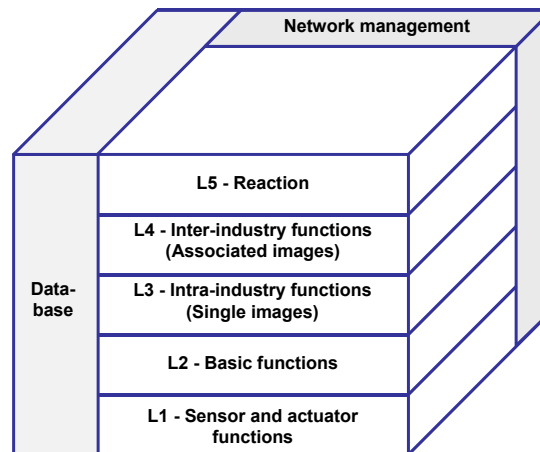 Network management
L5 - Reaction
L4 - Inter-industry functions
(Associated images)
L3 - Intra-industry functions
(Single images)
Data-
base
L2 - Basic functions
L1 - Sensor and actuator
functions